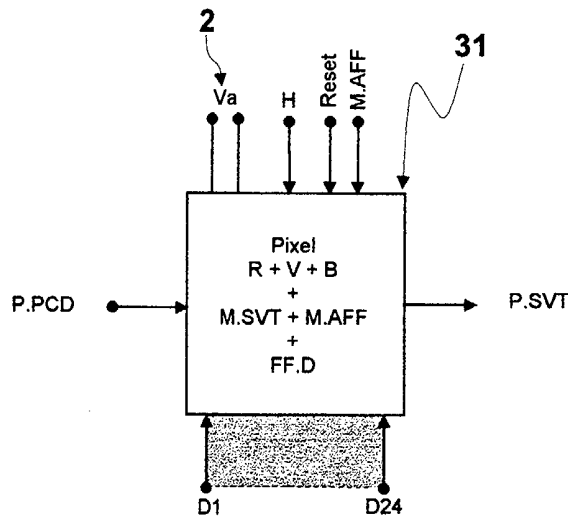 2
31
Va
H
Reset
M.AFF
Pixel
R + V + B
+
M.SVT + M.AFF
+
FF.D
P.PCD
P.SVT
D1
D24